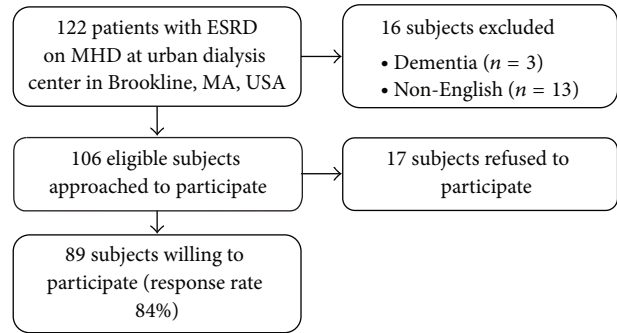 122 patients with ESRD
on MHD at urban dialysis
center in Brookline, MA, USA
16 subjects excluded
• Dementia (n = 3)
• Non-English (n = 13)
106 eligible subjects
approached to participate
17 subjects refused to
participate
89 subjects willing to
participate (response rate
84%)